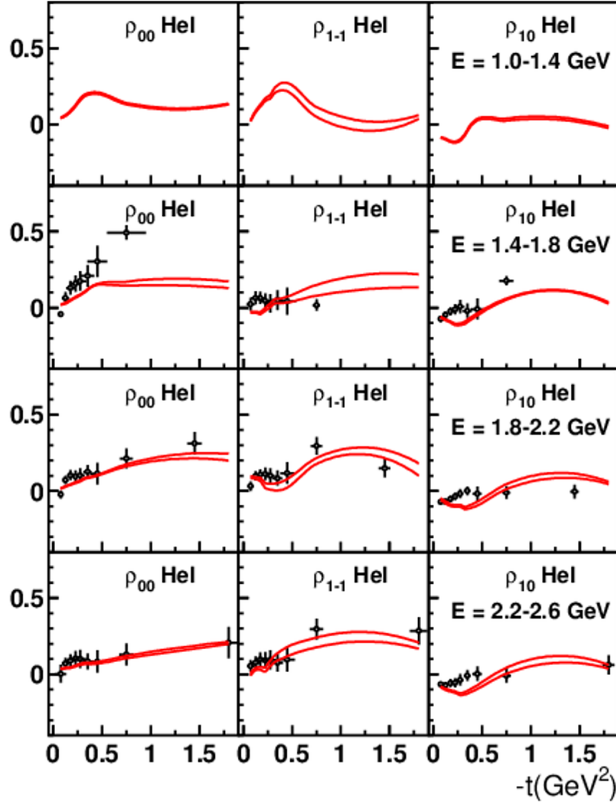 ρ00 Hel ρ1-1 Hel ρ10 Hel
0.5 E = 1.0-1.4 GeV
0
ρ00 Hel ρ1-1 Hel ρ10 Hel
0.5 E = 1.4-1.8 GeV
0
ρ00 Hel ρ1-1 Hel ρ10 Hel
0.5 E = 1.8-2.2 GeV
0
ρ00 Hel ρ1-1 Hel ρ10 Hel
0.5 E = 2.2-2.6 GeV
0
0 0.5 1 1.5 0 0.5 1 1.5 0 0.5 1 1.5
-t(GeV²)